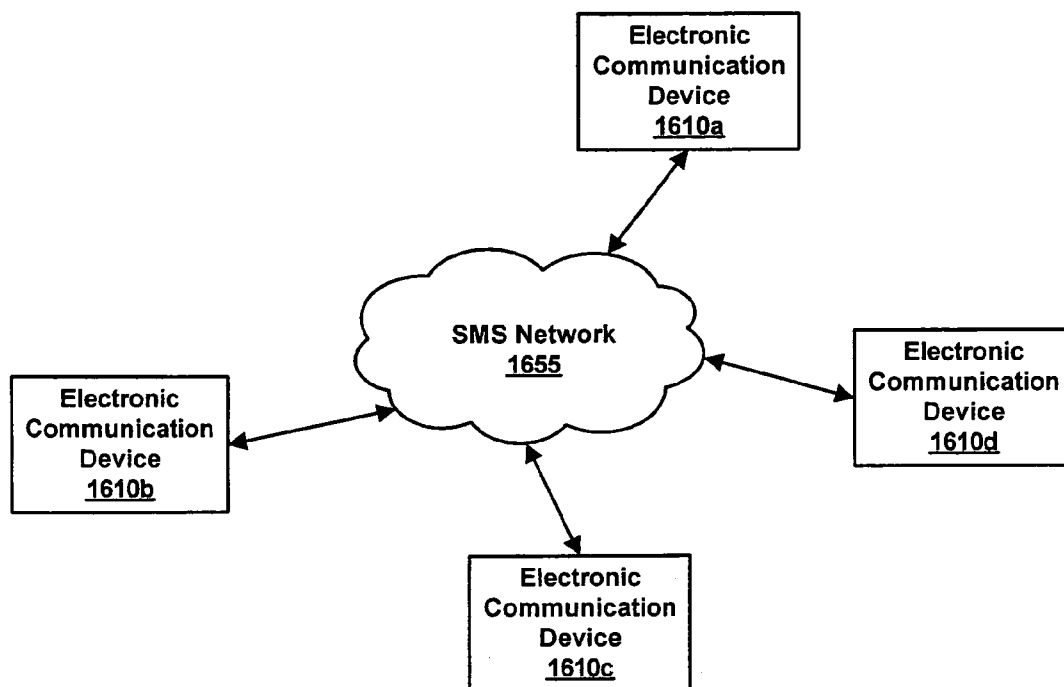 Electronic
Communication
Device
1610a
SMS Network
1655
Electronic
Communication
Device
1610d
Electronic
Communication
Device
1610b
Electronic
Communication
Device
1610c